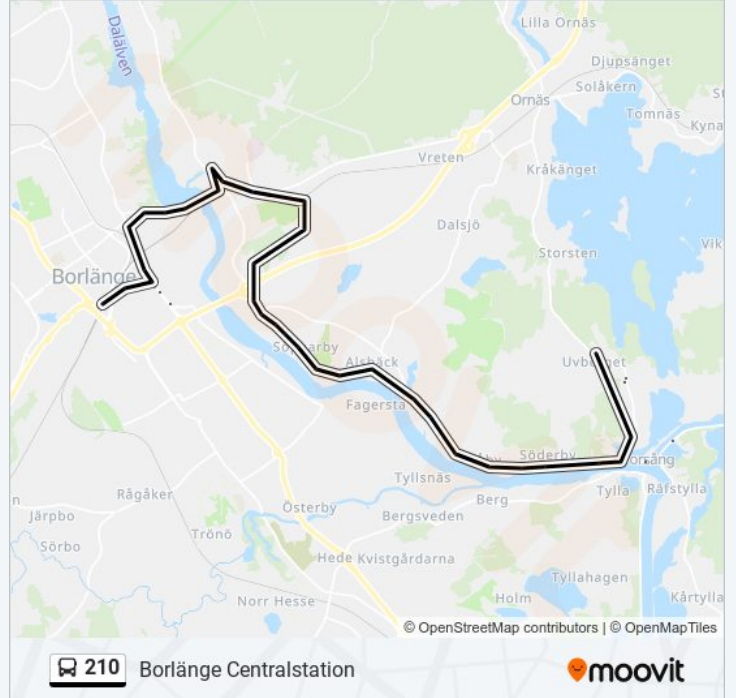 Lilla Ornäs
Dalälven
Djupsänget
Solåkern
Ornäs
Tomnäs
Kyna
Vreten
Kråkänget
Dalsjö
Storsten
Vik
Borlänge
Alsbäck
Fagersta
Söderby
Tylisnäs
Berg
Tylla
Råfstylla
Rågåker
Österby
Bergsveden
Järpbo
Trönö
Sörbo
Hede
Kvistgårdarna
Tyllahagen
Holm
Kårtylla
Norr Hesse
© OpenStreetMap contributors | © OpenMapTiles
210
Borlänge Centralstation
moovit